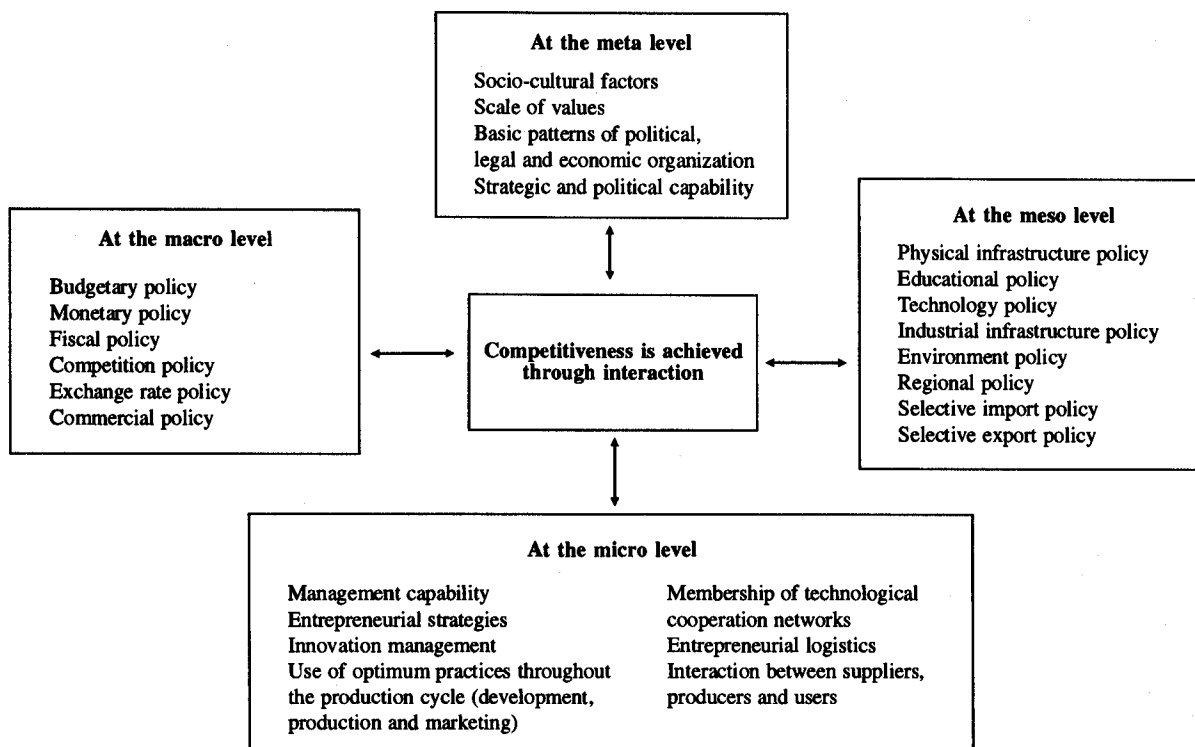 At the meta level
Socio-cultural factors
Scale of values
Basic patterns of political,
legal and economic organization
Strategic and political capability
At the macro level
Budgetary policy
Monetary policy
Fiscal policy
Competition policy
Exchange rate policy
Commercial policy
Competitiveness is achieved
through interaction
At the meso level
Physical infrastructure policy
Educational policy
Technology policy
Industrial infrastructure policy
Environment policy
Regional policy
Selective import policy
Selective export policy
At the micro level
Management capability
Entrepreneurial strategies
Innovation management
Use of optimum practices throughout
the production cycle (development,
production and marketing)
Membership of technological
cooperation networks
Entrepreneurial logistics
Interaction between suppliers,
producers and users